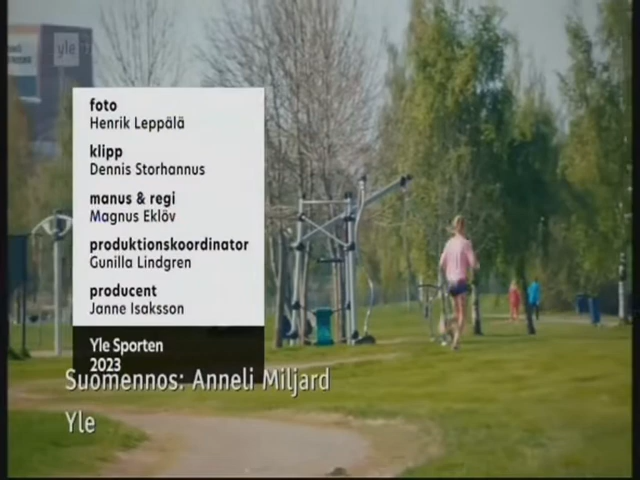 yle
foto
Henrik Leppälä
klipp
Dennis Storhannus
manus & regi
Magnus Eklöv
produktionskoordinator
Gunilla Lindgren
producent
Janne Isaksson
Yle Sporten
2023
Suomennos: Anneli Miljard
Yle